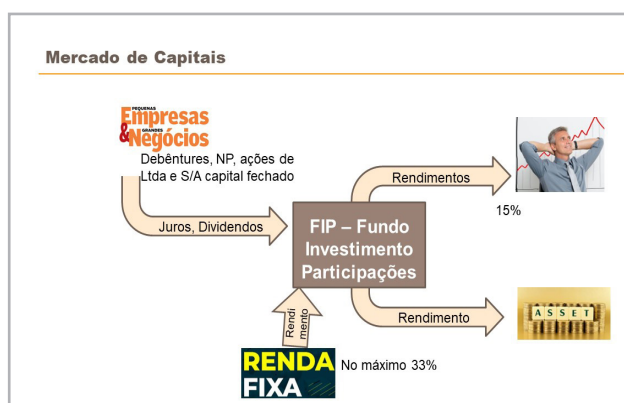 Mercado de Capitais
PEQUENAS
Empresas
& GRANDES
Negócios
Debêntures, NP, ações de
Ltda e S/A capital fechado
Juros, Dividendos
FIP – Fundo
Investimento
Participações
Rendimentos
15%
Rendimento
ASSET
Rendi
mento
RENDA
FIXA
No máximo 33%